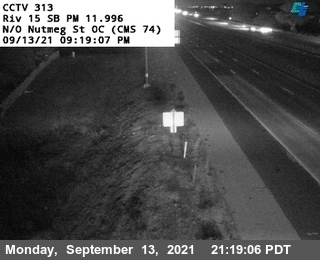 CCTV 313
Riv 15 SB PM 11.996
N/O Nutmeg St OC (CMS 74)
09/13/21 09:19:07 PM
Monday, September 13, 2021 21:19:06 PDT